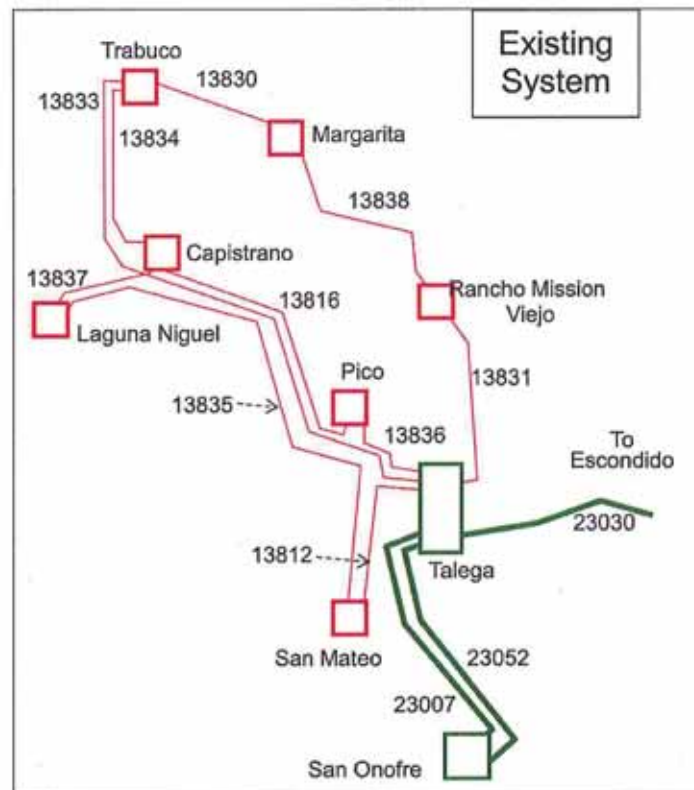 Existing
System
Trabuco
13830
13833
13834
Margarita
13838
Capistrano
13837
13816
Rancho Mission
Viejo
Laguna Niguel
Pico
13831
13835
13836
To
Escondido
23030
13812
Talega
San Mateo
23052
23007
San Onofre